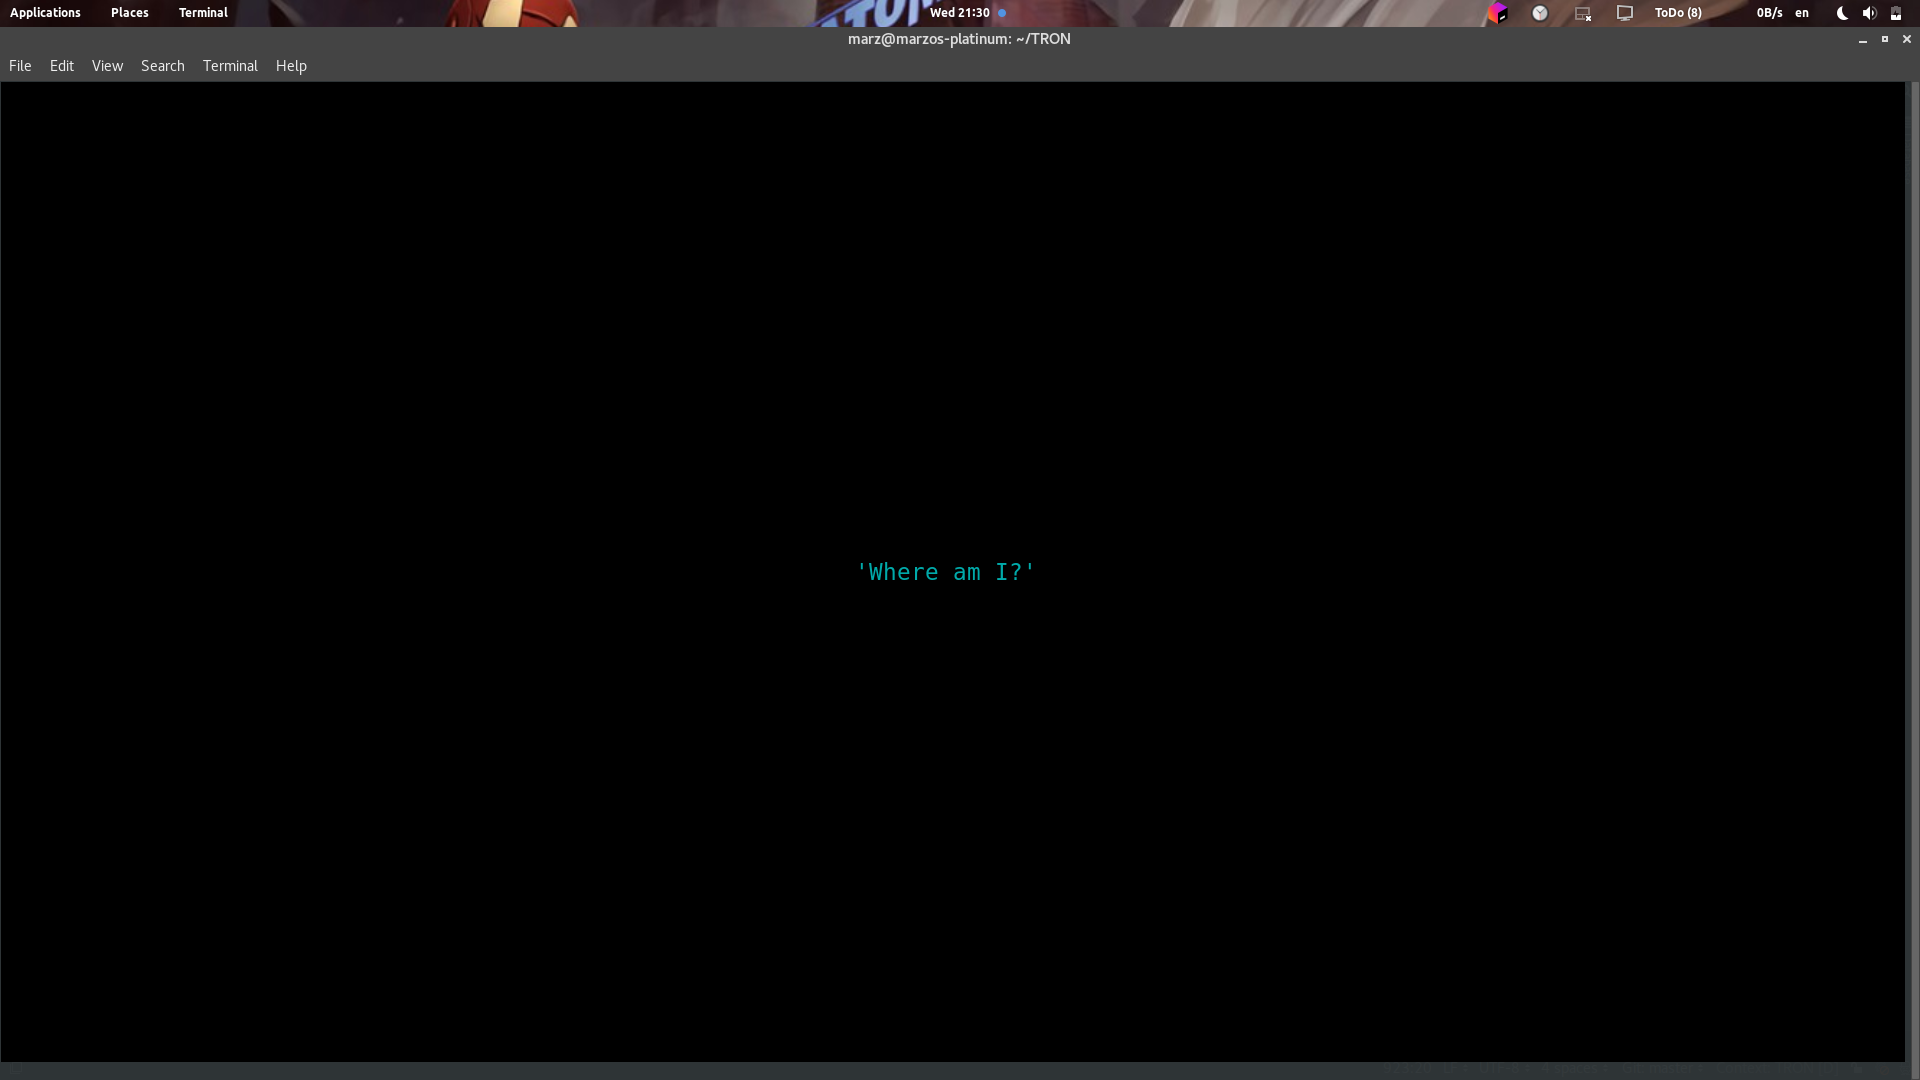 Applications Places Terminal Wed 21:30 ToDo (8) 0B/s en
marz@marzos-platinum: ~/TRON
File Edit View Search Terminal Help
'Where am I?'